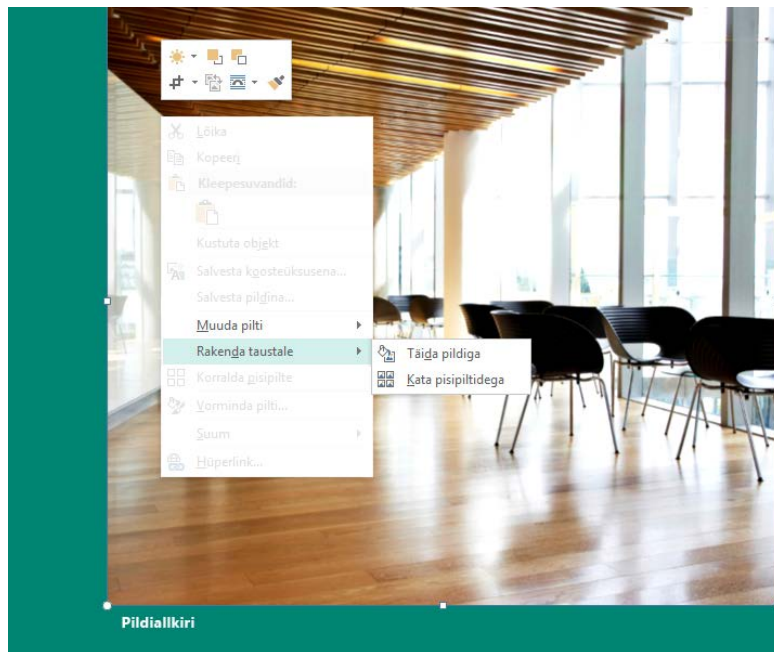 Lõika
Kopeeri
Kleepesuvandid:
Kustuta objekt
Salvesta koosteüksusena...
Salvesta pildina...
Muuda pilti
Rakenda taustale
Täida pildiga
Kata pisipiltidega
Korralda pisipilte
Vorminda pilti...
Suum
Hüperlink...
Pildiallkiri